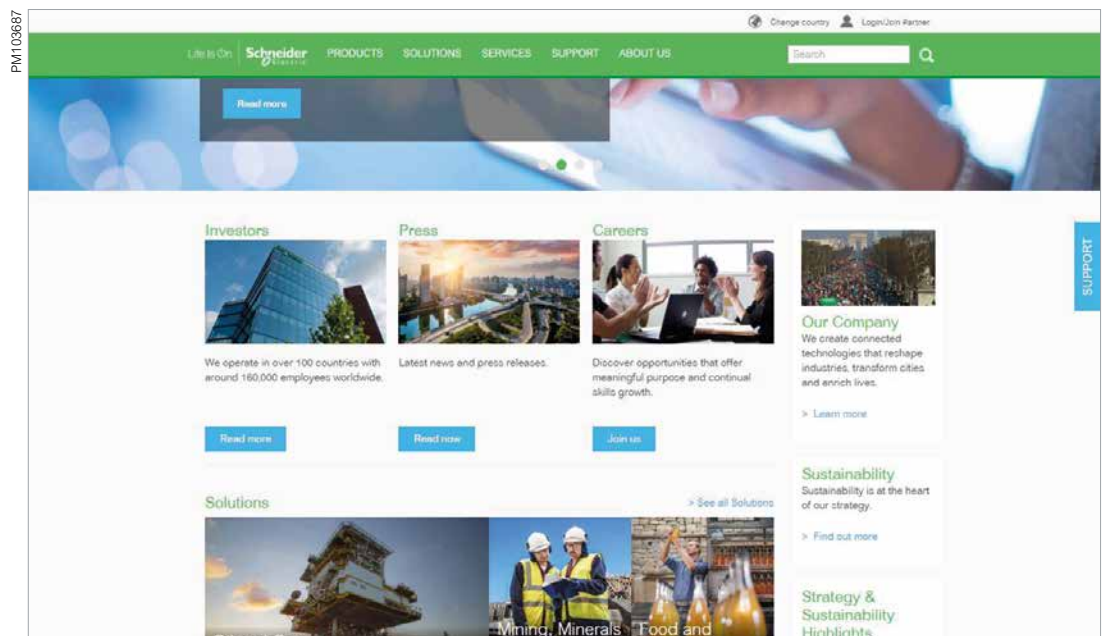 PM103687
Change country Login/Join Partner
Life Is On Schneider Electric PRODUCTS SOLUTIONS SERVICES SUPPORT ABOUT US Search
Read more
Investors Press Careers
SUPPORT
Our Company
We create connected
technologies that reshape
industries, transform cities
and enrich lives.
> Learn more
We operate in over 100 countries with
around 160,000 employees worldwide.
Latest news and press releases.
Discover opportunities that offer
meaningful purpose and continual
skills growth.
Read more Read now Join us
Sustainability
Sustainability is at the heart
of our strategy.
> Find out more
Solutions > See all Solutions
Mining, Minerals Food and
Strategy &
Sustainability
Highlights